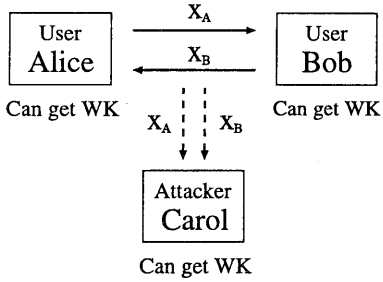 X_A
User Alice
X_B
User Bob
Can get WK
Can get WK
X_A X_B
Attacker
Carol
Can get WK